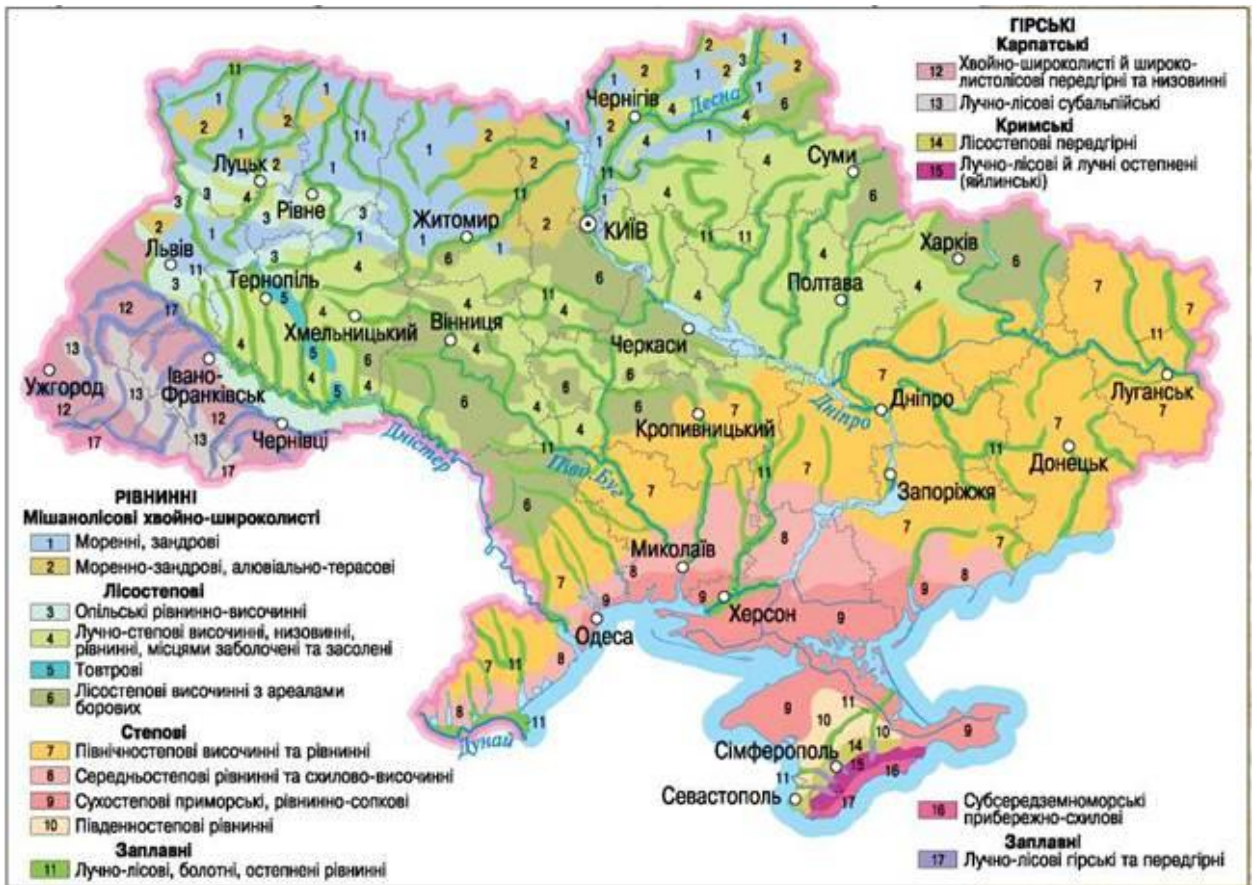 ГІРСЬКІ
Карпатські
12 Хвойно-широколисті й широко-
листолісові передгірні та низовинні
13 Лучно-лісові субальпійські
Кримські
14 Лісостепові передгірні
15 Лучно-лісові й лучні остепнені
(яйлинські)
Чернігів
Десна
Луцьк
Рівне
Суми
Житомир
КИЇВ
Львів
Харків
Тернопіль
Полтава
Хмельницький
Вінниця
Черкаси
Ужгород
Івано-
Франківськ
Луганськ
Дніпро
Дніпро
Кропивницький
Чернівці
Дністер
Донецьк
Півд. Буг
Запоріжжя
Миколаїв
Херсон
Одеса
Дунай
Сімферополь
Севастополь
РІВНИННІ
Мішанолісові хвойно-широколисті
1 Моренні, зандрові
2 Моренно-зандрові, алювіально-терасові
Лісостепові
3 Опільські рівнинно-височинні
4 Лучно-степові височинні, низовинні,
рівнинні, місцями заболочені та засолені
5 Товтрові
6 Лісостепові височинні з ареалами
борових
Степові
7 Північностепові височинні та рівнинні
8 Середньостепові рівнинні та схилово-височинні
9 Сухостепові приморські, рівнинно-сопкові
10 Південностепові рівнинні
Заплавні
11 Лучно-лісові, болотні, остепнені рівнинні
16 Субсередземноморські
прибережно-схилові
Заплавні
17 Лучно-лісові гірські та передгірні